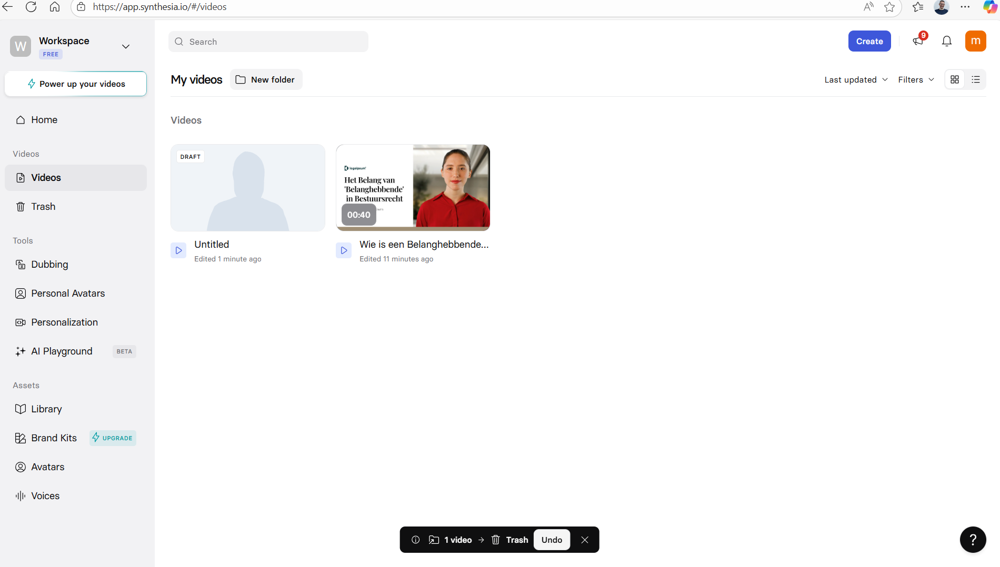 https://app.synthesia.io/#/videos
W
Workspace
FREE
Power up your videos
Home
Videos
Videos
Trash
Tools
Dubbing
Personal Avatars
Personalization
AI Playground BETA
Assets
Library
Brand Kits UPGRADE
Avatars
Voices
Search
Create
9
m
My videos
New folder
Last updated
Filters
Videos
DRAFT
Untitled
Edited 1 minute ago
logoipsum
Het Belang van
'Belanghebbende'
in Bestuursrecht
00:40
Wie is een Belanghebbende...
Edited 11 minutes ago
1 video → Trash Undo
?